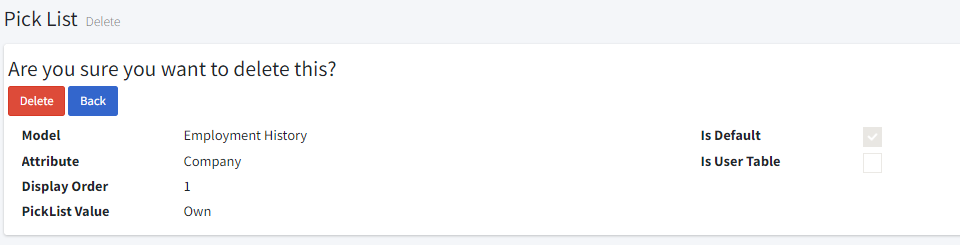 Pick List Delete
Are you sure you want to delete this?
Delete Back
Model Employment History Is Default
Attribute Company Is User Table
Display Order 1
PickList Value Own